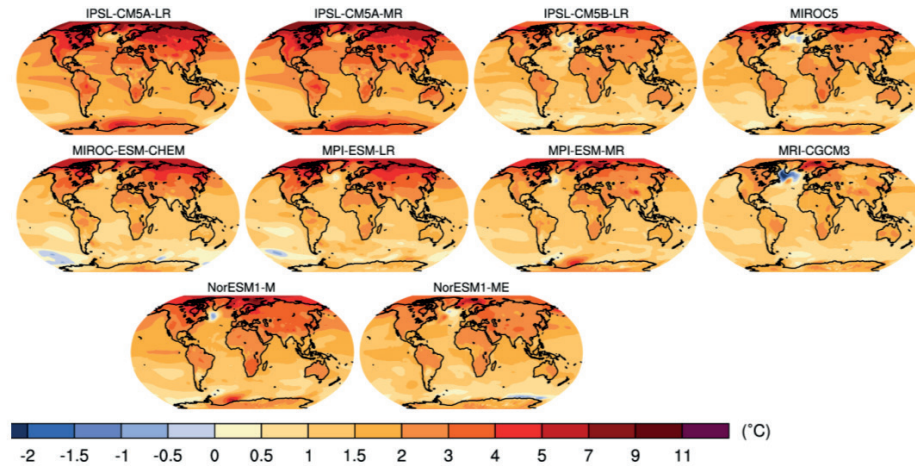 IPSL-CM5A-LR IPSL-CM5A-MR IPSL-CM5B-LR MIROC5
MIROC-ESM-CHEM MPI-ESM-LR MPI-ESM-MR MRI-CGCM3
NorESM1-M NorESM1-ME
-2 -1.5 -1 -0.5 0 0.5 1 1.5 2 3 4 5 7 9 11 (°C)